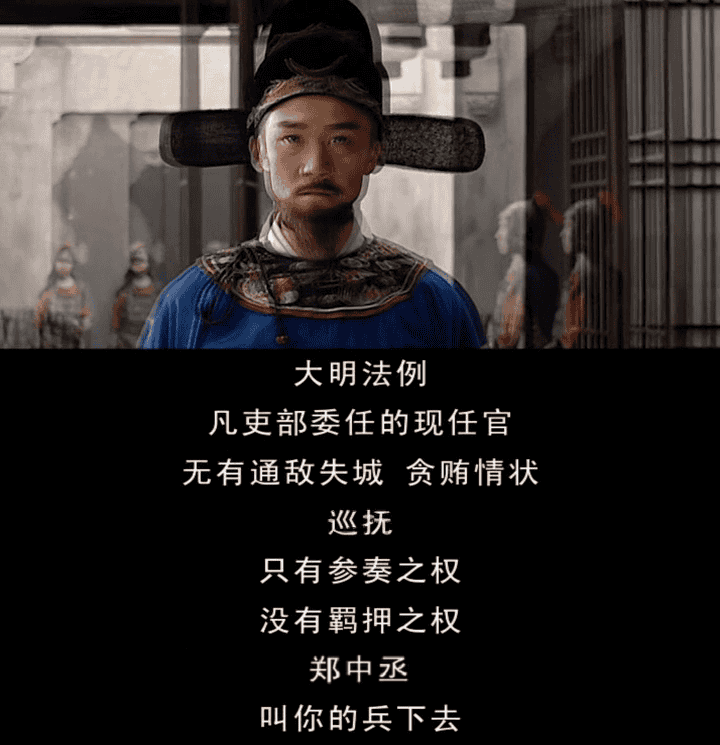 大明法例
凡吏部委任的现任官
无有通敌失城 贪贿情状
巡抚
只有参奏之权
没有羁押之权
郑中丞
叫你的兵下去